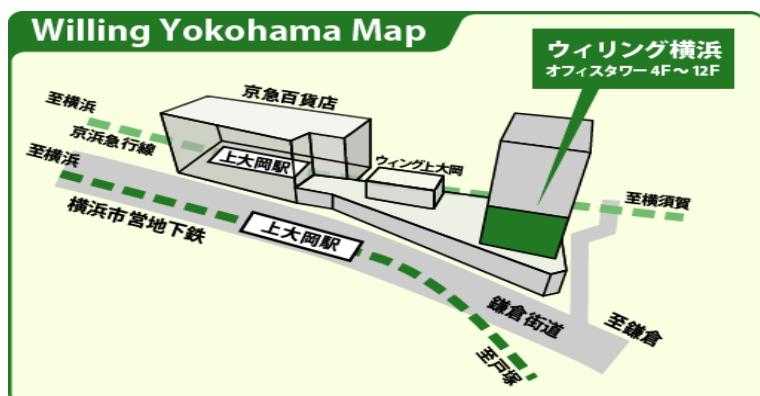 Willing Yokohama Map
ウィリング横浜
オフィスタワー 4F～12F
京急百貨店
至横浜
京浜急行線
上大岡駅
ウィング上大岡
至横浜
至横須賀
横浜市営地下鉄
上大岡駅
鎌倉街道
至鎌倉
至戸塚